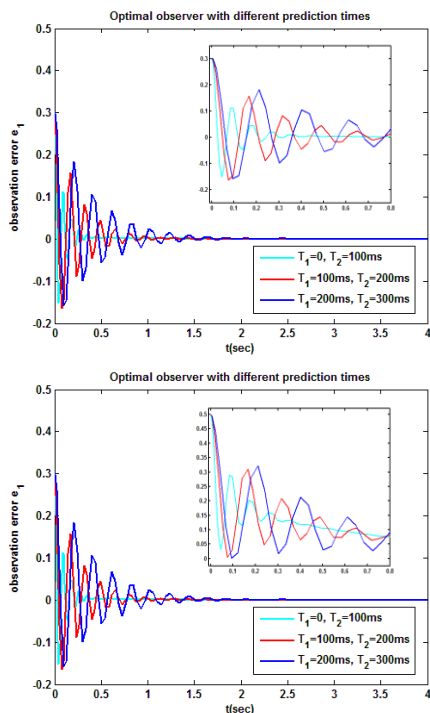 Optimal observer with different prediction times
0.5
0.4
0.3
0.2
0.1
0
-0.1
-0.2
observation error e1
0.3
0.2
0.1
0
-0.1
-0.2
0 0.1 0.2 0.3 0.4 0.5 0.6 0.7 0.8
T1=0, T2=100ms
T1=100ms, T2=200ms
T1=200ms, T2=300ms
0 0.5 1 1.5 2 2.5 3 3.5 4
t(sec)
Optimal observer with different prediction times
0.5
0.4
0.3
0.2
0.1
0
-0.1
-0.2
observation error e1
0.5
0.45
0.4
0.35
0.3
0.25
0.2
0.15
0.1
0.05
0
0 0.1 0.2 0.3 0.4 0.5 0.6 0.7 0.8
T1=0, T2=100ms
T1=100ms, T2=200ms
T1=200ms, T2=300ms
0 0.5 1 1.5 2 2.5 3 3.5 4
t(sec)